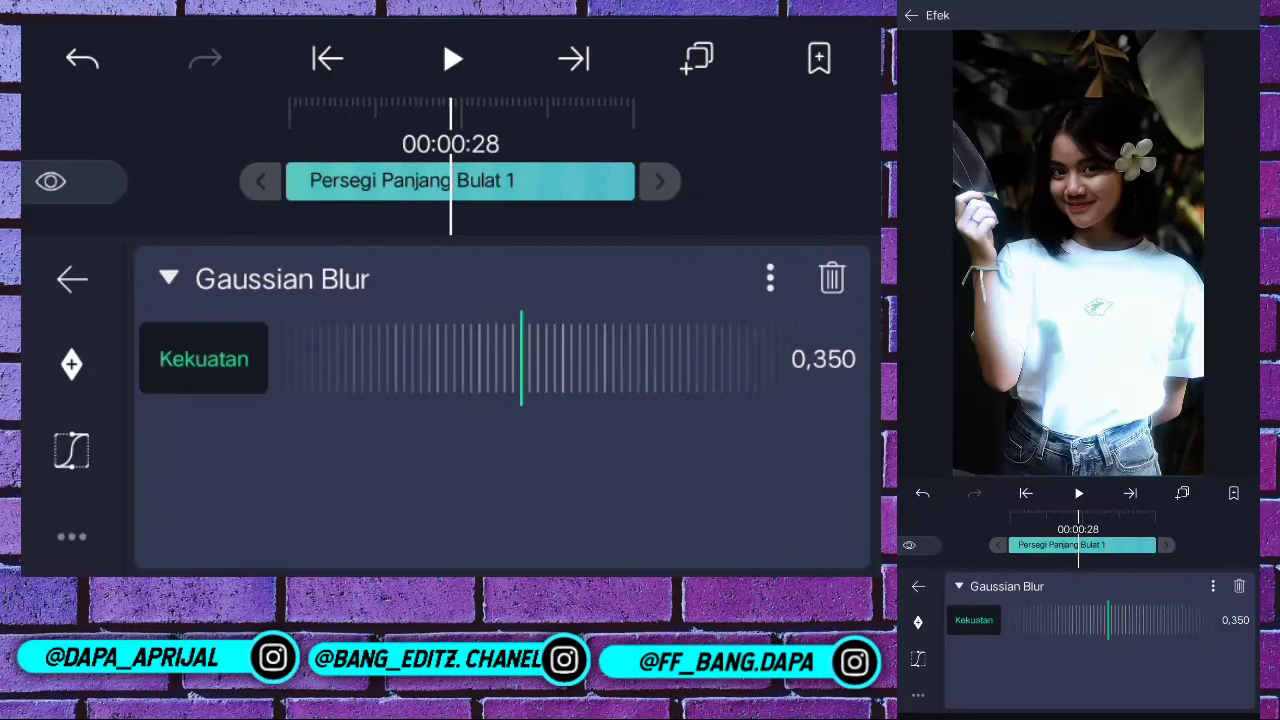 00:00:28
Persegi Panjang Bulat 1
Gaussian Blur
Kekuatan
0,350
@DAPA_APRIJAL
@BANG_EDITZ.CHANEL
@FF_BANG.DAPA
Efek
00:00:28
Persegi Panjang Bulat 1
Gaussian Blur
Kekuatan
0,350